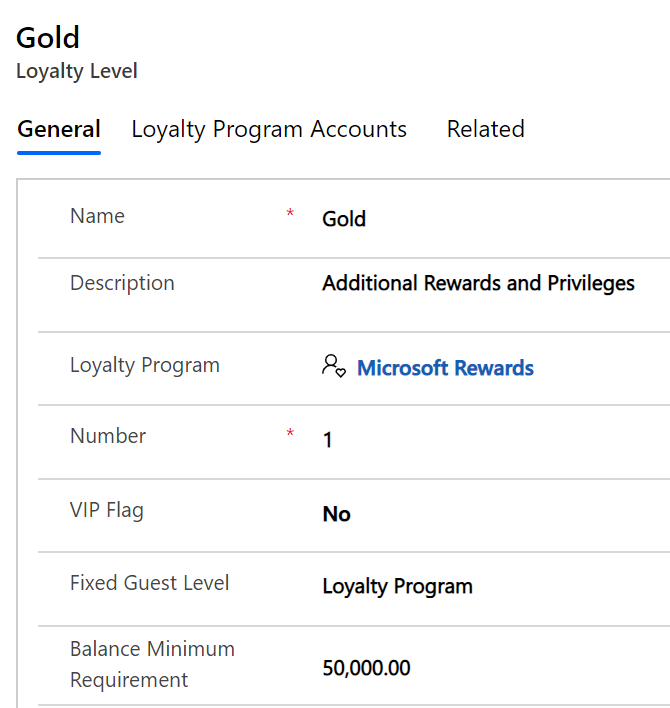 Gold
Loyalty Level
General Loyalty Program Accounts Related
Name * Gold
Description Additional Rewards and Privileges
Loyalty Program Microsoft Rewards
Number * 1
VIP Flag No
Fixed Guest Level Loyalty Program
Balance Minimum
Requirement 50,000.00